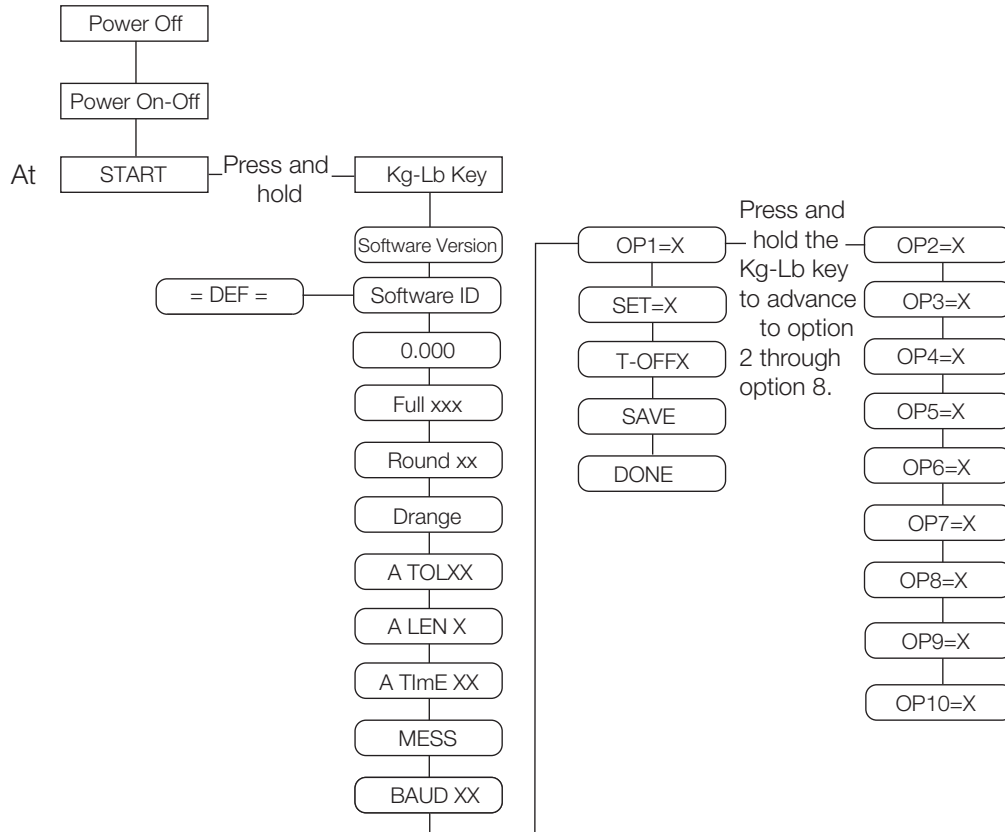 Power Off
Power On-Off
At
START
Press and
hold
Kg-Lb Key
Software Version
= DEF =
Software ID
0.000
Full xxx
Round xx
Drange
A TOLXX
A LEN X
A TImE XX
MESS
BAUD XX
OP1=X
SET=X
T-OFFX
SAVE
DONE
Press and
hold the
Kg-Lb key
to advance
to option
2 through
option 8.
OP2=X
OP3=X
OP4=X
OP5=X
OP6=X
OP7=X
OP8=X
OP9=X
OP10=X